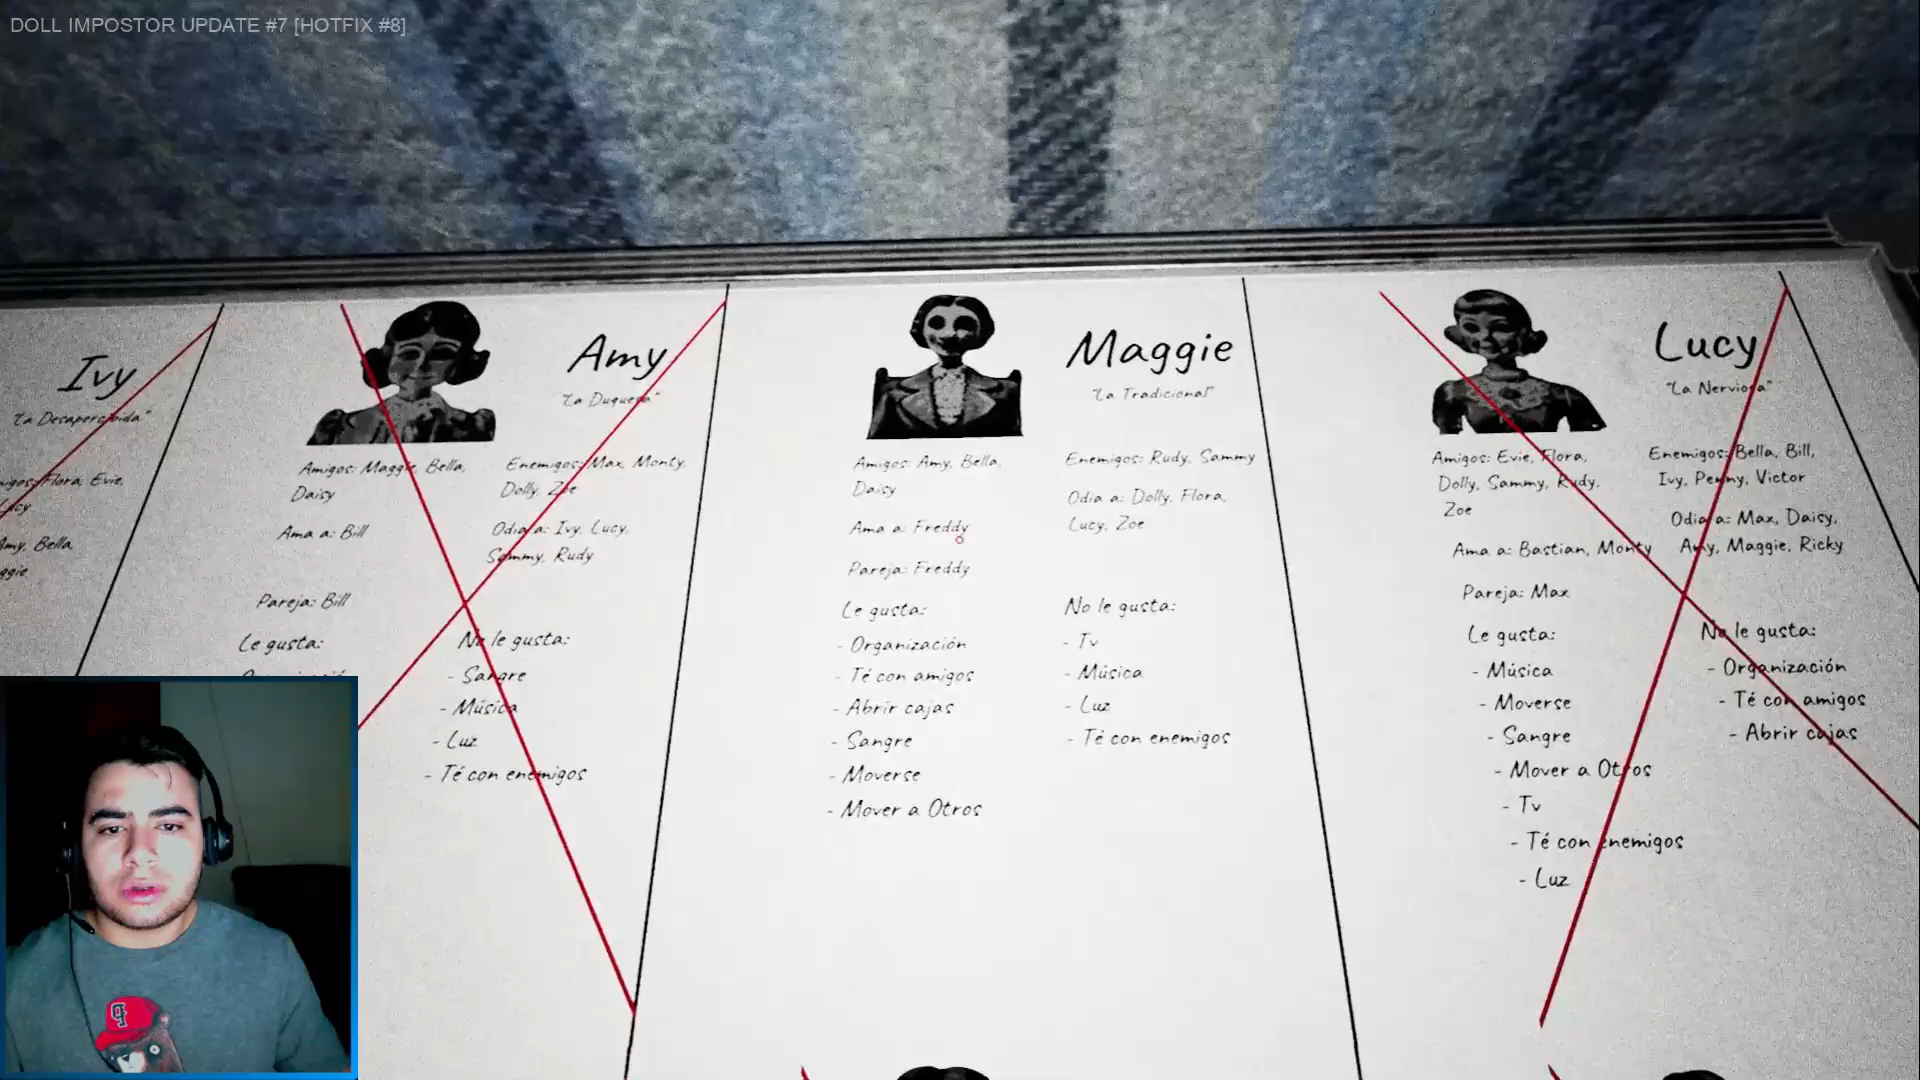 DOLL IMPOSTOR UPDATE #7 [HOTFIX #8]
Ivy
"La Desapercibida"
Flora, Evie,
Amy, Bella
Amy
"La Duquesa"
Amigos: Maggie, Bella,
Daisy
Ama a: Bill
Pareja: Bill
Le gusta:
Enemigos: Max, Monty,
Dolly, Zoe
Odia a: Ivy, Lucy,
Sammy, Rudy
No le gusta:
- Sangre
- Música
- Luz
- Té con enemigos
Maggie
"La Tradicional"
Amigos: Amy, Bella,
Daisy
Ama a: Freddy
Pareja: Freddy
Le gusta:
- Organización
- Té con amigos
- Abrir cajas
- Sangre
- Moverse
- Mover a Otros
Enemigos: Rudy, Sammy
Odia a: Dolly, Flora,
Lucy, Zoe
No le gusta:
- Tv
- Música
- Luz
- Té con enemigos
Lucy
"La Nerviosa"
Amigos: Evie, Flora,
Dolly, Sammy, Rudy,
Zoe
Ama a: Bastian, Monty
Pareja: Max
Le gusta:
- Música
- Moverse
- Sangre
- Mover a Otros
- Tv
- Té con enemigos
- Luz
Enemigos: Bella, Bill,
Ivy, Penny, Victor
Odia a: Max, Daisy,
Amy, Maggie, Ricky
No le gusta:
- Organización
- Té con amigos
- Abrir cajas